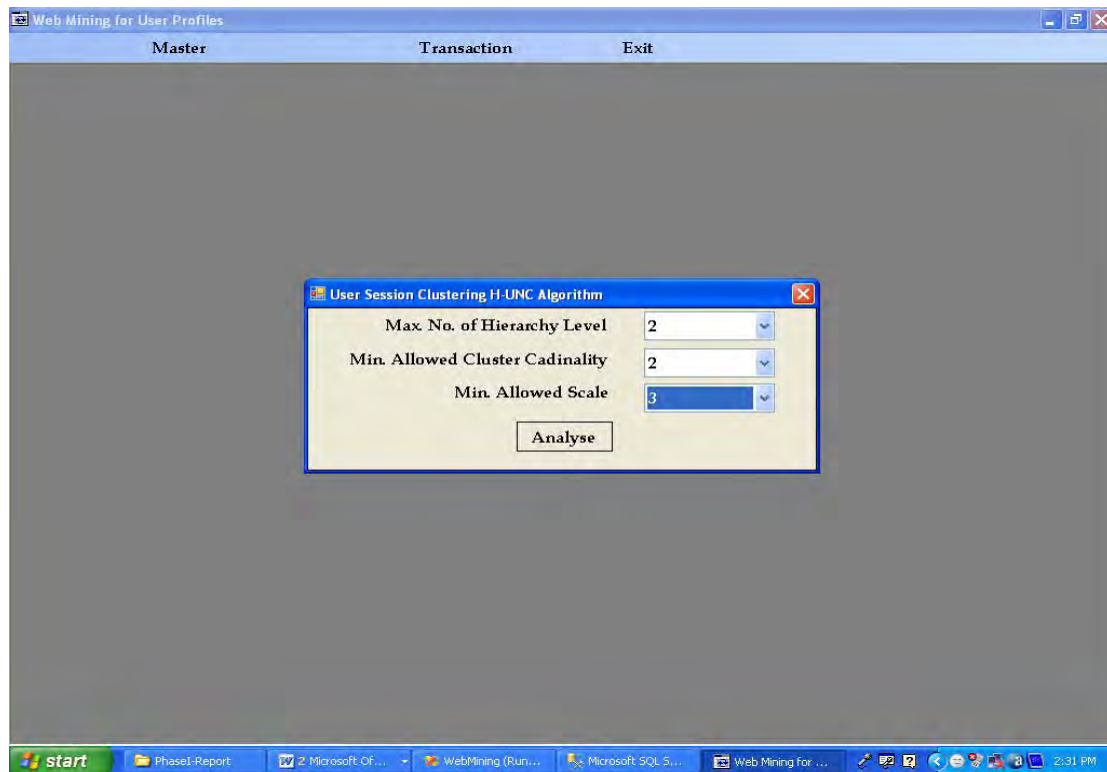 Web Mining for User Profiles
Master Transaction Exit
User Session Clustering H-UNC Algorithm
Max. No. of Hierarchy Level 2
Min. Allowed Cluster Cadinality 2
Min. Allowed Scale 3
Analyse
start PhaseI-Report 2 Microsoft Of... WebMining (Run... Microsoft SQL S... Web Mining for ... 2:31 PM